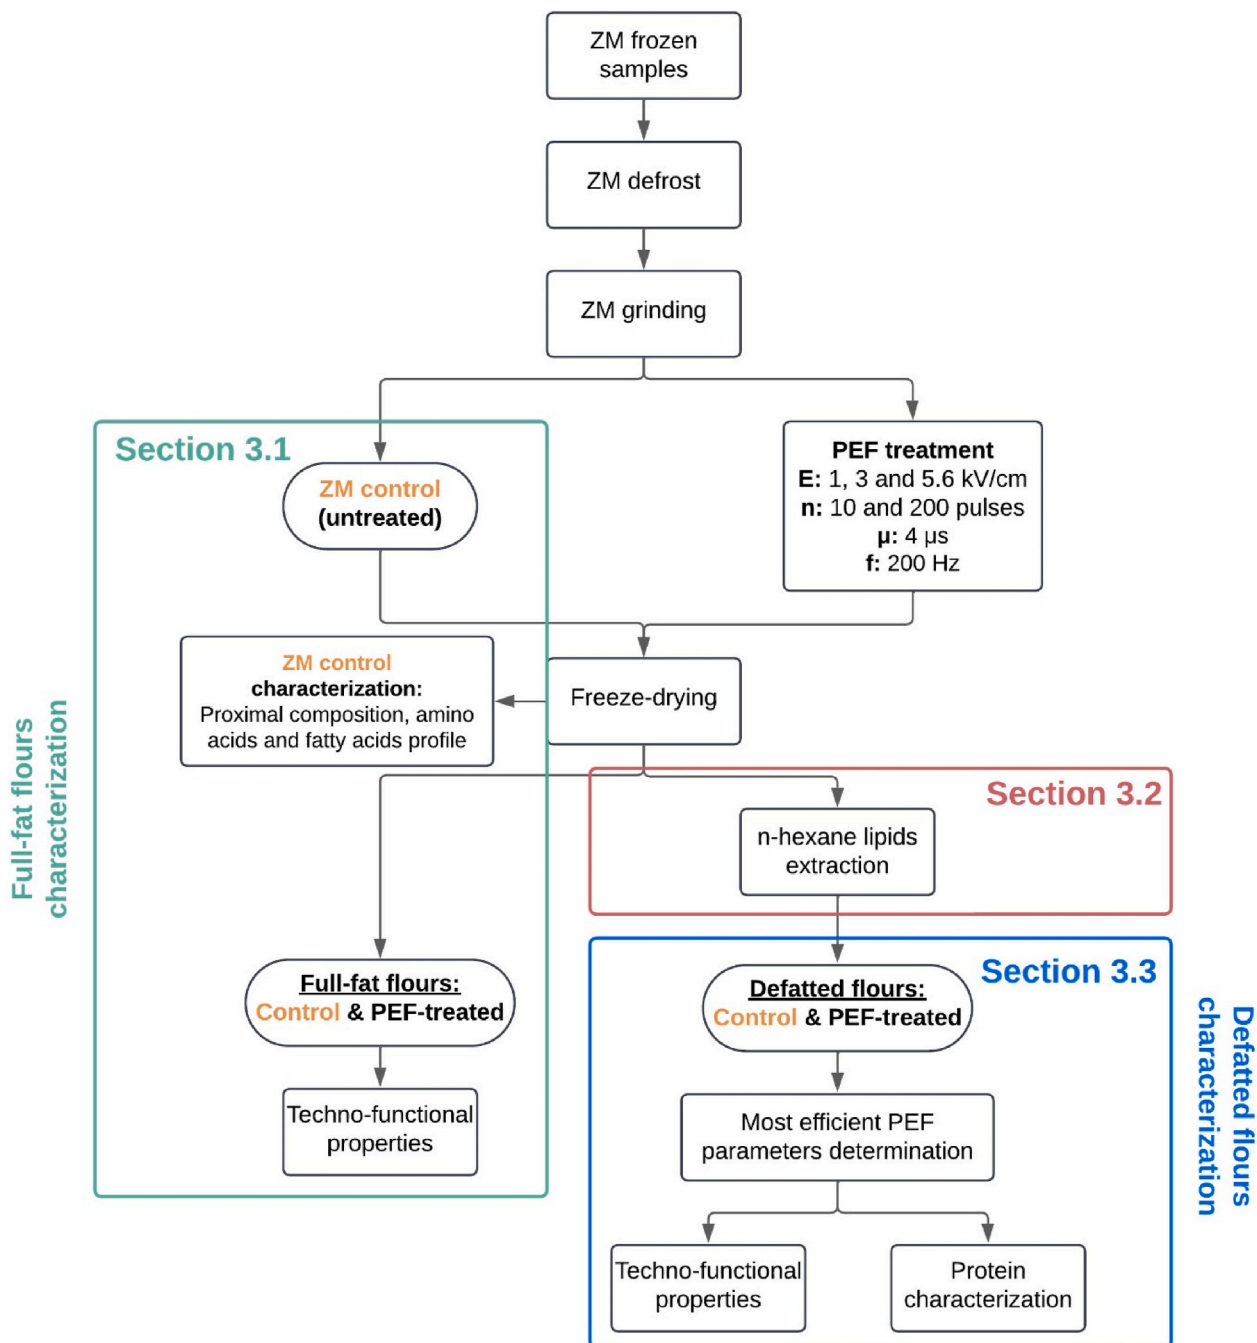 ZM frozen
samples
ZM defrost
ZM grinding
Section 3.1
ZM control
(untreated)
PEF treatment
E: 1, 3 and 5.6 kV/cm
n: 10 and 200 pulses
µ: 4 µs
f: 200 Hz
ZM control
characterization:
Proximal composition, amino
acids and fatty acids profile
Freeze-drying
Full-fat flours
characterization
Section 3.2
n-hexane lipids
extraction
Full-fat flours:
Control & PEF-treated
Techno-functional
properties
Section 3.3
Defatted flours:
Control & PEF-treated
Most efficient PEF
parameters determination
Techno-functional
properties
Protein
characterization
Defatted flours
characterization